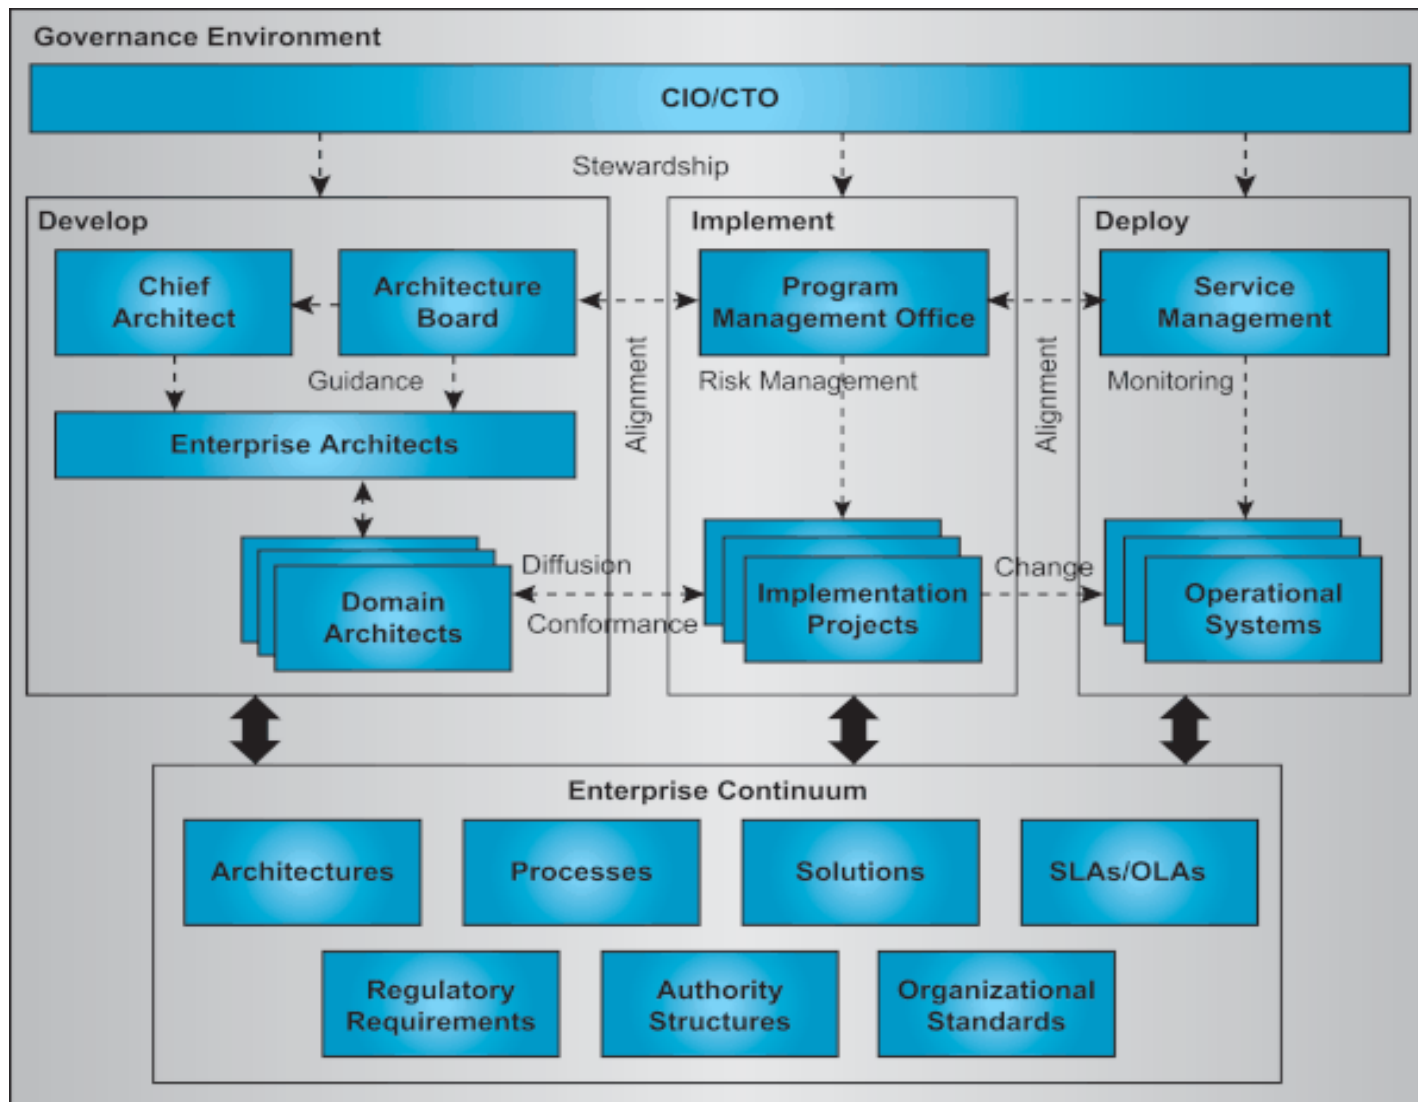 Governance Environment
CIO/CTO
Stewardship
Develop
Chief
Architect
Architecture
Board
Guidance
Enterprise Architects
Domain
Architects
Alignment
Diffusion
Conformance
Implement
Program
Management Office
Risk Management
Implementation
Projects
Alignment
Change
Deploy
Service
Management
Monitoring
Operational
Systems
Enterprise Continuum
Architectures
Processes
Solutions
SLAs/OLAs
Regulatory
Requirements
Authority
Structures
Organizational
Standards